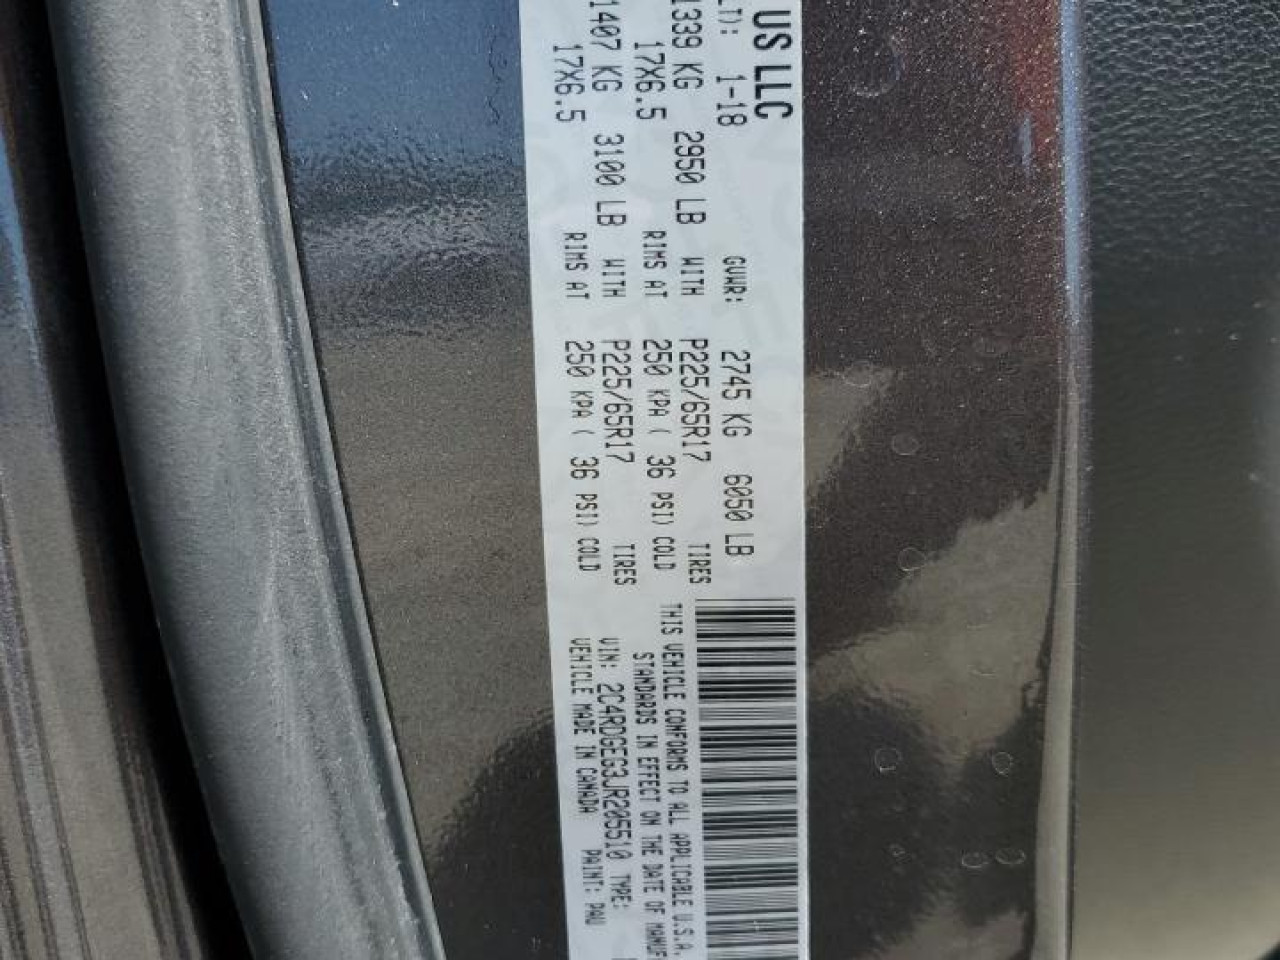 US LLC
LT): 1-18 GVWR: 2745 KG 6050 LB
1339 KG 2950 LB WITH P225/65R17 TIRES
17X6.5 RIMS AT 250 KPA ( 36 PSI) COLD
1407 KG 3100 LB WITH P225/65R17 TIRES
17X6.5 RIMS AT 250 KPA ( 36 PSI) COLD
THIS VEHICLE CONFORMS TO ALL APPLICABLE U.S.A.
STANDARDS IN EFFECT ON THE DATE OF MANUF
VIN: 2C4RDGEG3JR205510 TYPE:
VEHICLE MADE IN CANADA PAINT: PAU